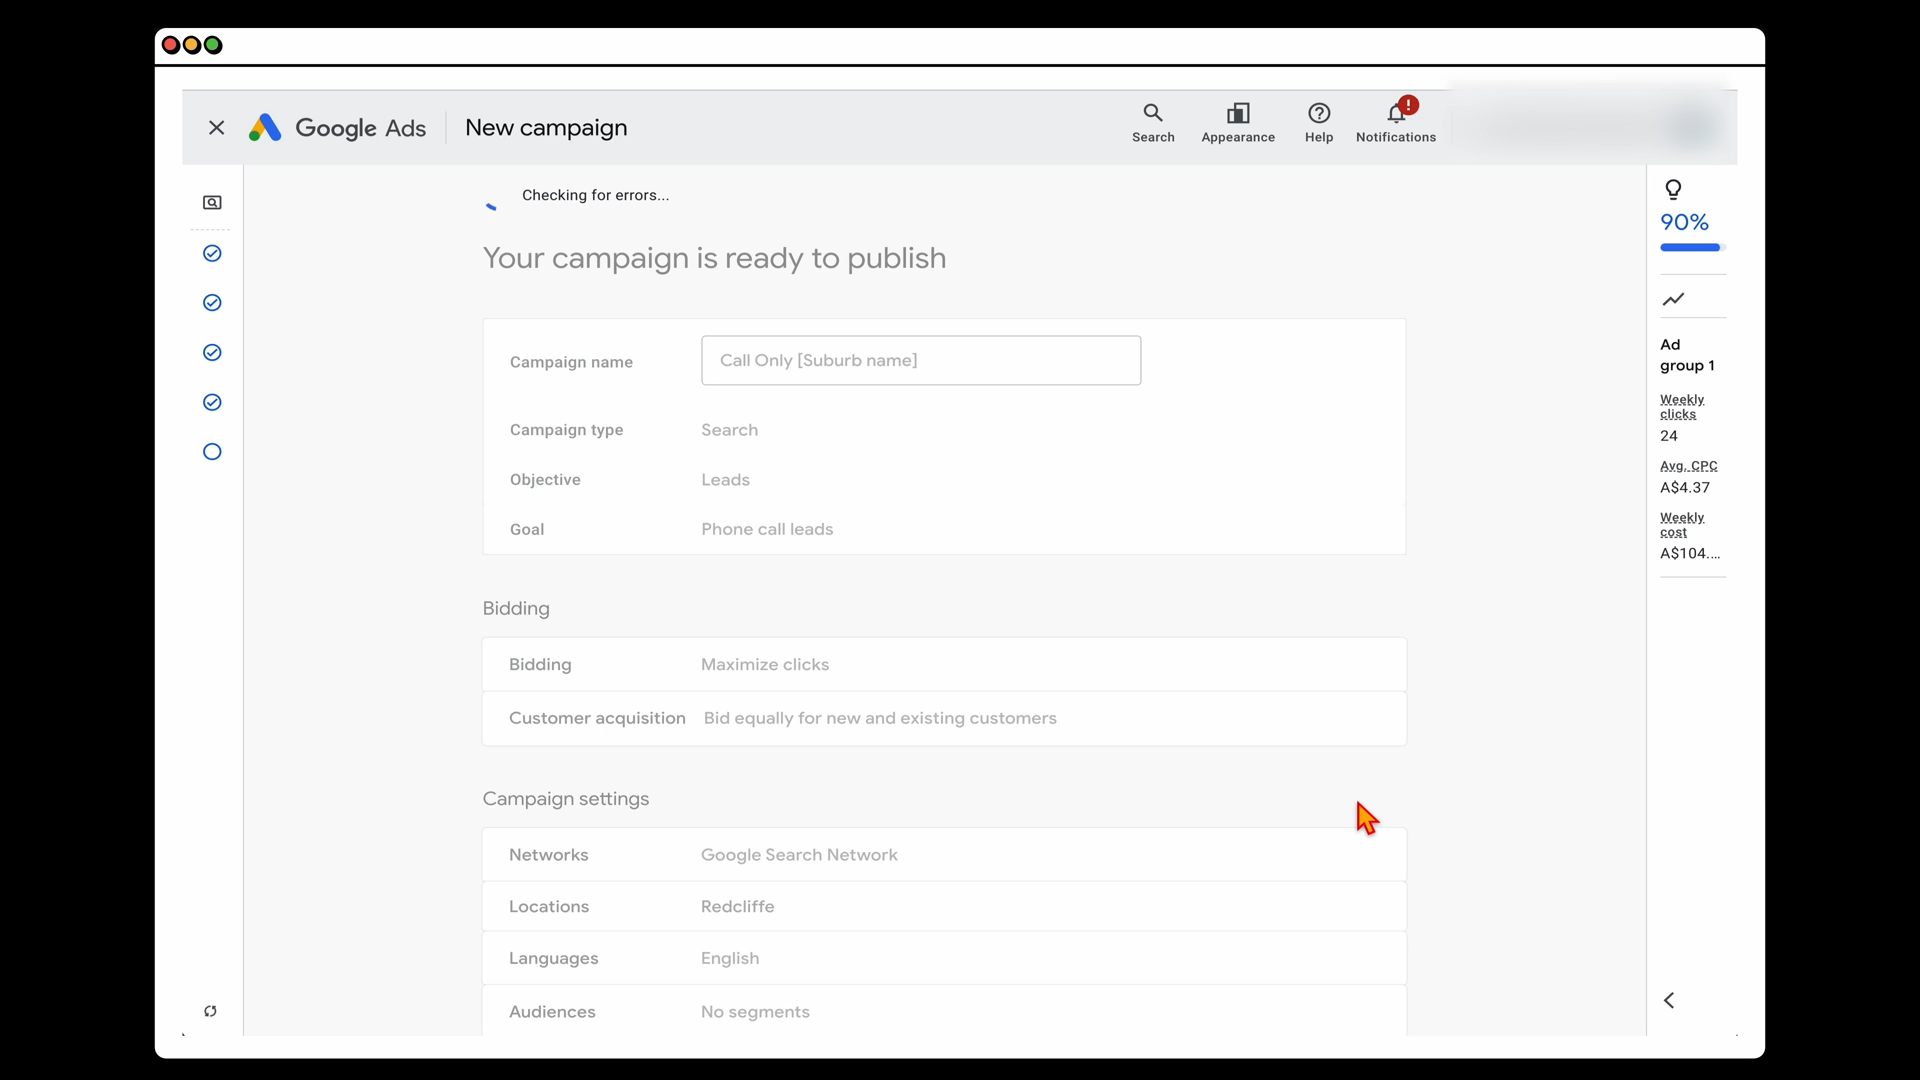 Google Ads
New campaign
Search
Appearance
Help
!
Notifications
Checking for errors...
Your campaign is ready to publish
Campaign name
Call Only [Suburb name]
Campaign type
Search
Objective
Leads
Goal
Phone call leads
Bidding
Bidding
Maximize clicks
Customer acquisition
Bid equally for new and existing customers
Campaign settings
Networks
Google Search Network
Locations
Redcliffe
Languages
English
Audiences
No segments
90%
Ad
group 1
Weekly
clicks
24
Avg. CPC
A$4.37
Weekly
cost
A$104....